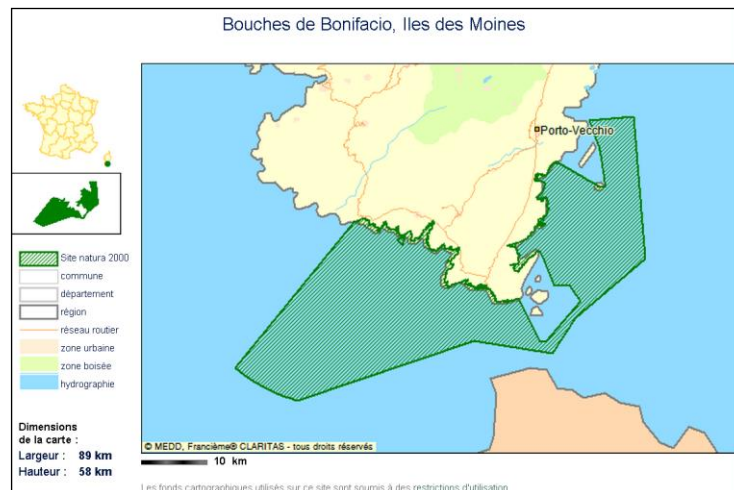 Bouches de Bonifacio, Iles des Moines
Porto-Vecchio
Site natura 2000
commune
département
région
réseau routier
zone urbaine
zone boisée
hydrographie
Dimensions
de la carte :
Largeur : 89 km
Hauteur : 58 km
© MEDD, Francième® CLARITAS - tous droits réservés
10 km
Les fonds cartographiques utilisés sur ce site sont soumis à des restrictions d'utilisation